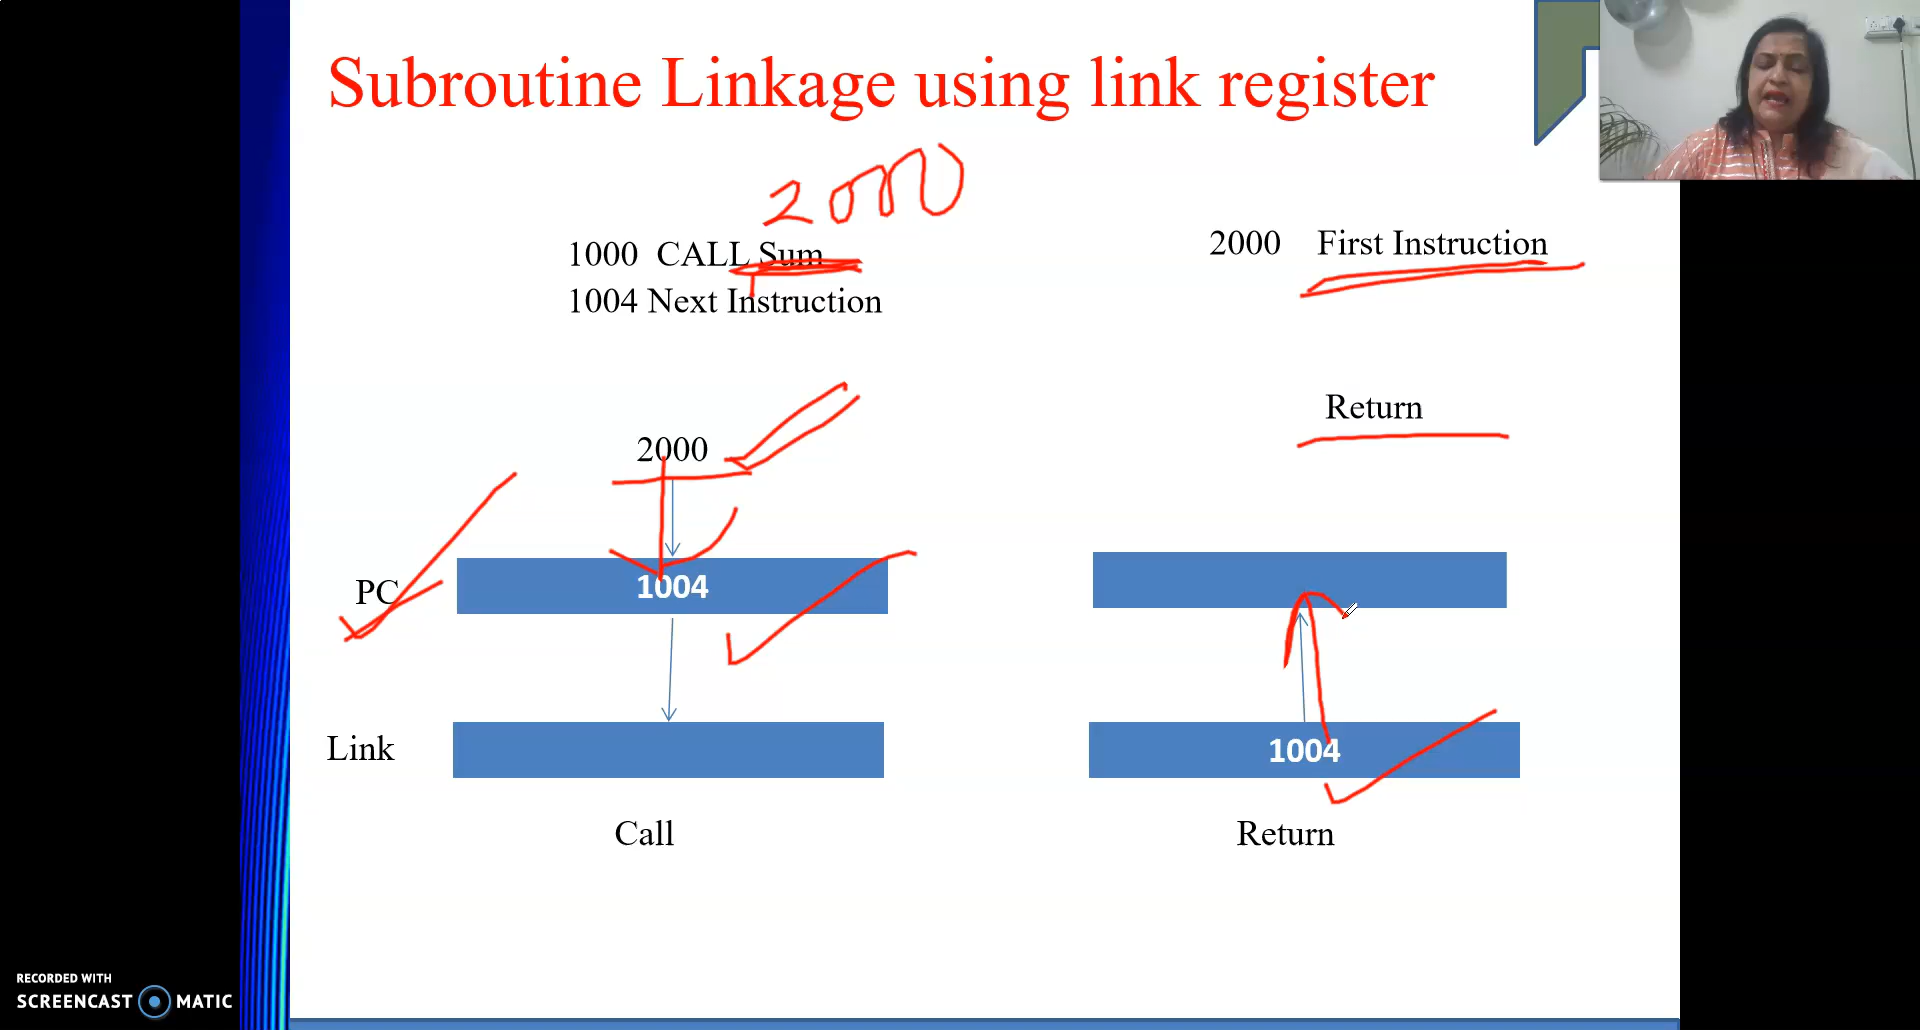 Subroutine Linkage using link register
2000
1000 CALL Sum
1004 Next Instruction
2000 First Instruction
Return
2000
PC
1004
Link
1004
Call
Return
RECORDED WITH
SCREENCAST MATIC